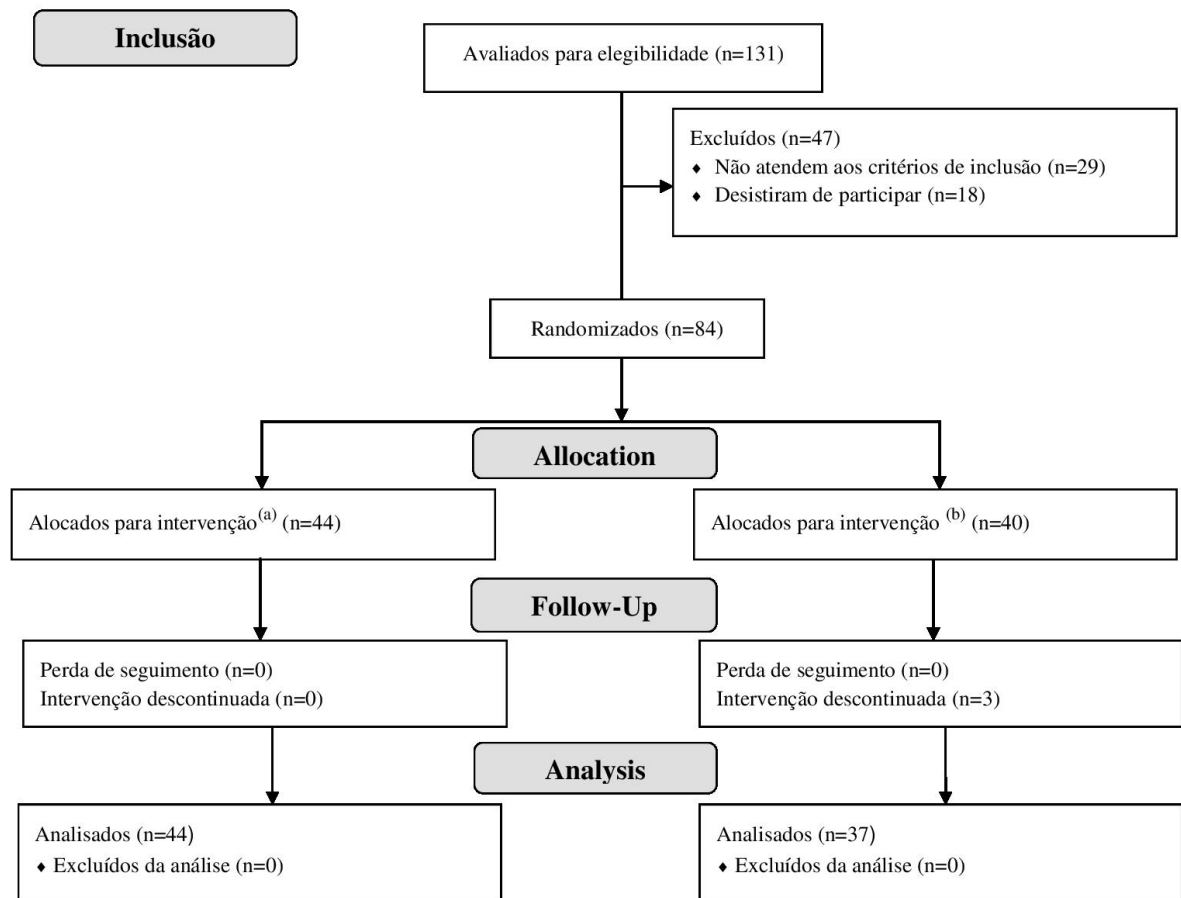 Inclusão
Avaliados para elegibilidade (n=131)
Excluídos (n=47)
♦ Não atendem aos critérios de inclusão (n=29)
♦ Desistiram de participar (n=18)
Randomizados (n=84)
Allocation
Alocados para intervenção(a) (n=44)
Alocados para intervenção (b) (n=40)
Follow-Up
Perda de seguimento (n=0)
Intervenção descontinuada (n=0)
Perda de seguimento (n=0)
Intervenção descontinuada (n=3)
Analysis
Analisados (n=44)
♦ Excluídos da análise (n=0)
Analisados (n=37)
♦ Excluídos da análise (n=0)